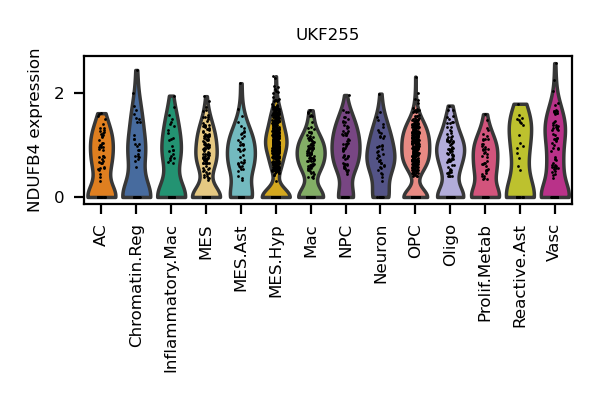 UKF255
NDUFB4 expression
2
0
AC
Chromatin.Reg
Inflammatory.Mac
MES
MES.Ast
MES.Hyp
Mac
NPC
Neuron
OPC
Oligo
Prolif.Metab
Reactive.Ast
Vasc